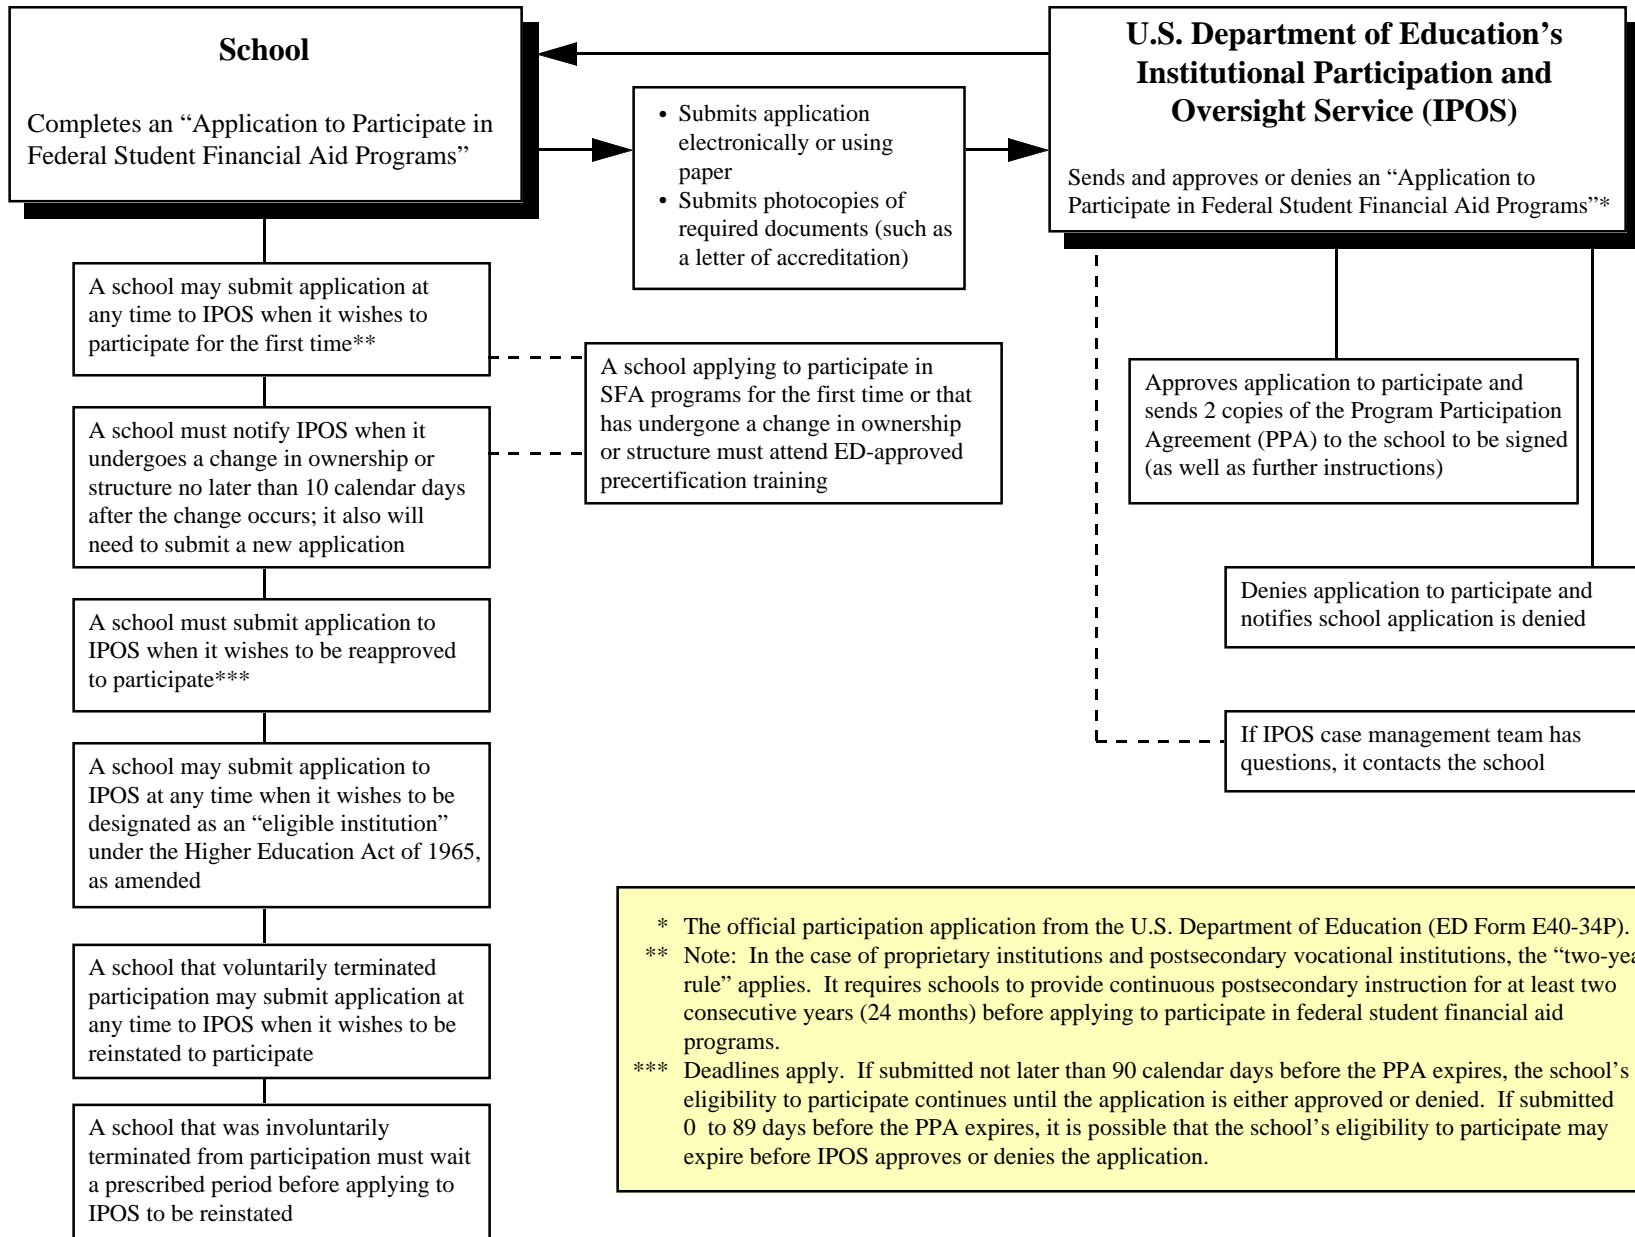 School
Completes an “Application to Participate in
Federal Student Financial Aid Programs”
• Submits application
electronically or using
paper
• Submits photocopies of
required documents (such as
a letter of accreditation)
U.S. Department of Education’s
Institutional Participation and
Oversight Service (IPOS)
Sends and approves or denies an “Application to
Participate in Federal Student Financial Aid Programs”*
A school may submit application at
any time to IPOS when it wishes to
participate for the first time**
A school must notify IPOS when it
undergoes a change in ownership or
structure no later than 10 calendar days
after the change occurs; it also will
need to submit a new application
A school applying to participate in
SFA programs for the first time or that
has undergone a change in ownership
or structure must attend ED-approved
precertification training
A school must submit application to
IPOS when it wishes to be reapproved
to participate***
A school may submit application to
IPOS at any time when it wishes to be
designated as an “eligible institution”
under the Higher Education Act of 1965,
as amended
A school that voluntarily terminated
participation may submit application at
any time to IPOS when it wishes to be
reinstated to participate
A school that was involuntarily
terminated from participation must wait
a prescribed period before applying to
IPOS to be reinstated
Approves application to participate and
sends 2 copies of the Program Participation
Agreement (PPA) to the school to be signed
(as well as further instructions)
Denies application to participate and
notifies school application is denied
If IPOS case management team has
questions, it contacts the school
* The official participation application from the U.S. Department of Education (ED Form E40-34P).
** Note: In the case of proprietary institutions and postsecondary vocational institutions, the
rule” applies. It requires schools to provide continuous postsecondary instruction for at least two
consecutive years (24 months) before applying to participate in federal student financial aid
programs.
*** Deadlines apply. If submitted not later than 90 calendar days before the PPA expires, the school’s
eligibility to participate continues until the application is either approved or denied. If submitted
0 to 89 days before the PPA expires, it is possible that the school’s eligibility to participate may
expire before IPOS approves or denies the application.